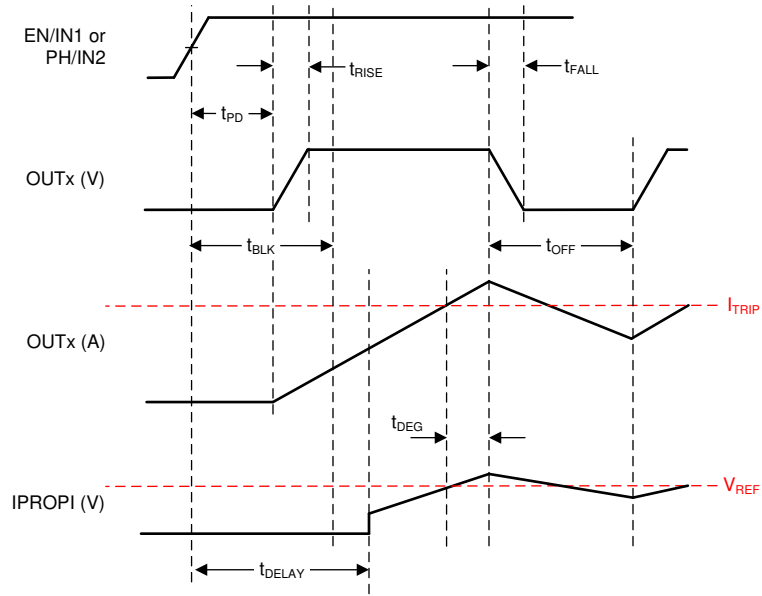 EN/IN1 or
PH/IN2
tRISE
tFALL
tPD
OUTx (V)
tBLK
tOFF
ITRIP
OUTx (A)
tDEG
IPROPI (V)
VREF
tDELAY